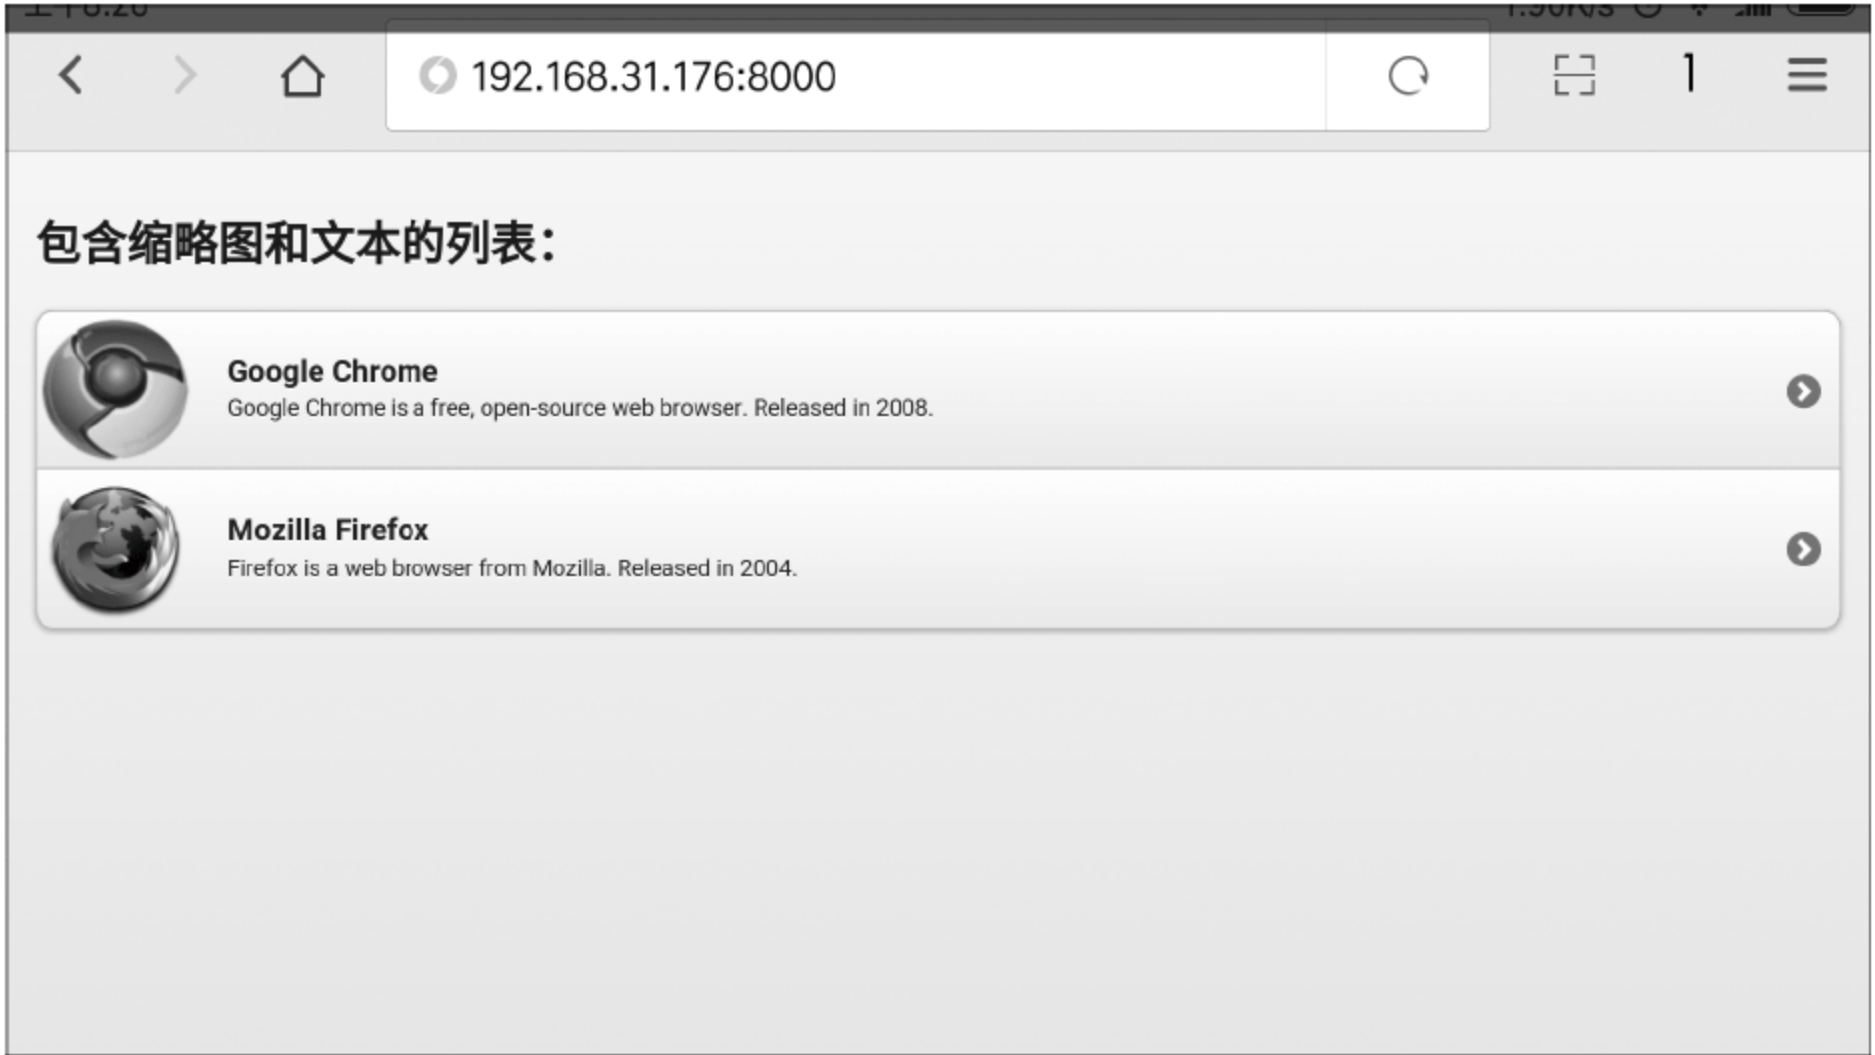 192.168.31.176:8000
1
包含缩略图和文本的列表：
Google Chrome
Google Chrome is a free, open-source web browser. Released in 2008.
Mozilla Firefox
Firefox is a web browser from Mozilla. Released in 2004.